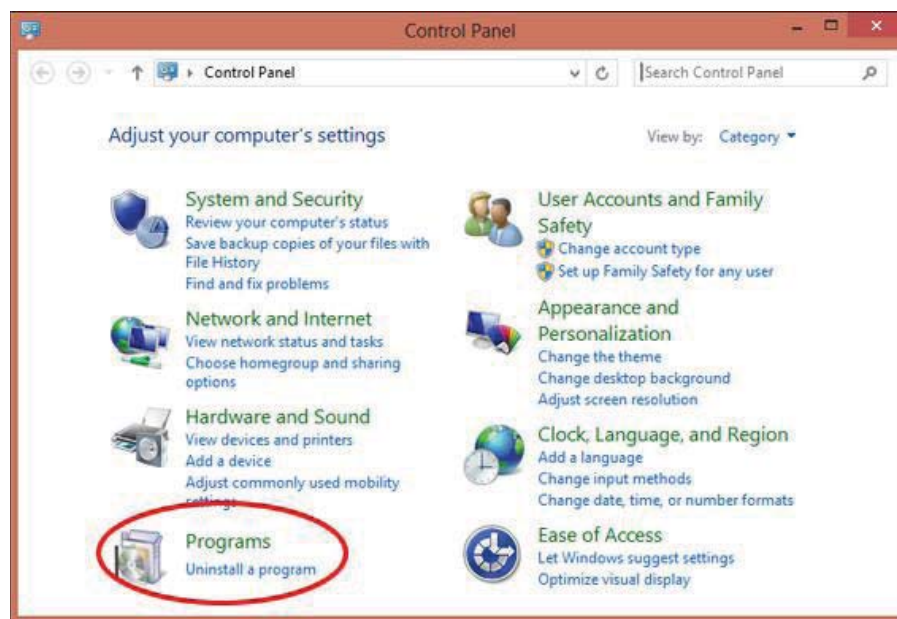 Control Panel
Control Panel
Search Control Panel
Adjust your computer's settings
View by: Category
System and Security
Review your computer's status
Save backup copies of your files with
File History
Find and fix problems
Network and Internet
View network status and tasks
Choose homegroup and sharing
options
Hardware and Sound
View devices and printers
Add a device
Adjust commonly used mobility
settings
Programs
Uninstall a program
User Accounts and Family
Safety
Change account type
Set up Family Safety for any user
Appearance and
Personalization
Change the theme
Change desktop background
Adjust screen resolution
Clock, Language, and Region
Add a language
Change input methods
Change date, time, or number formats
Ease of Access
Let Windows suggest settings
Optimize visual display